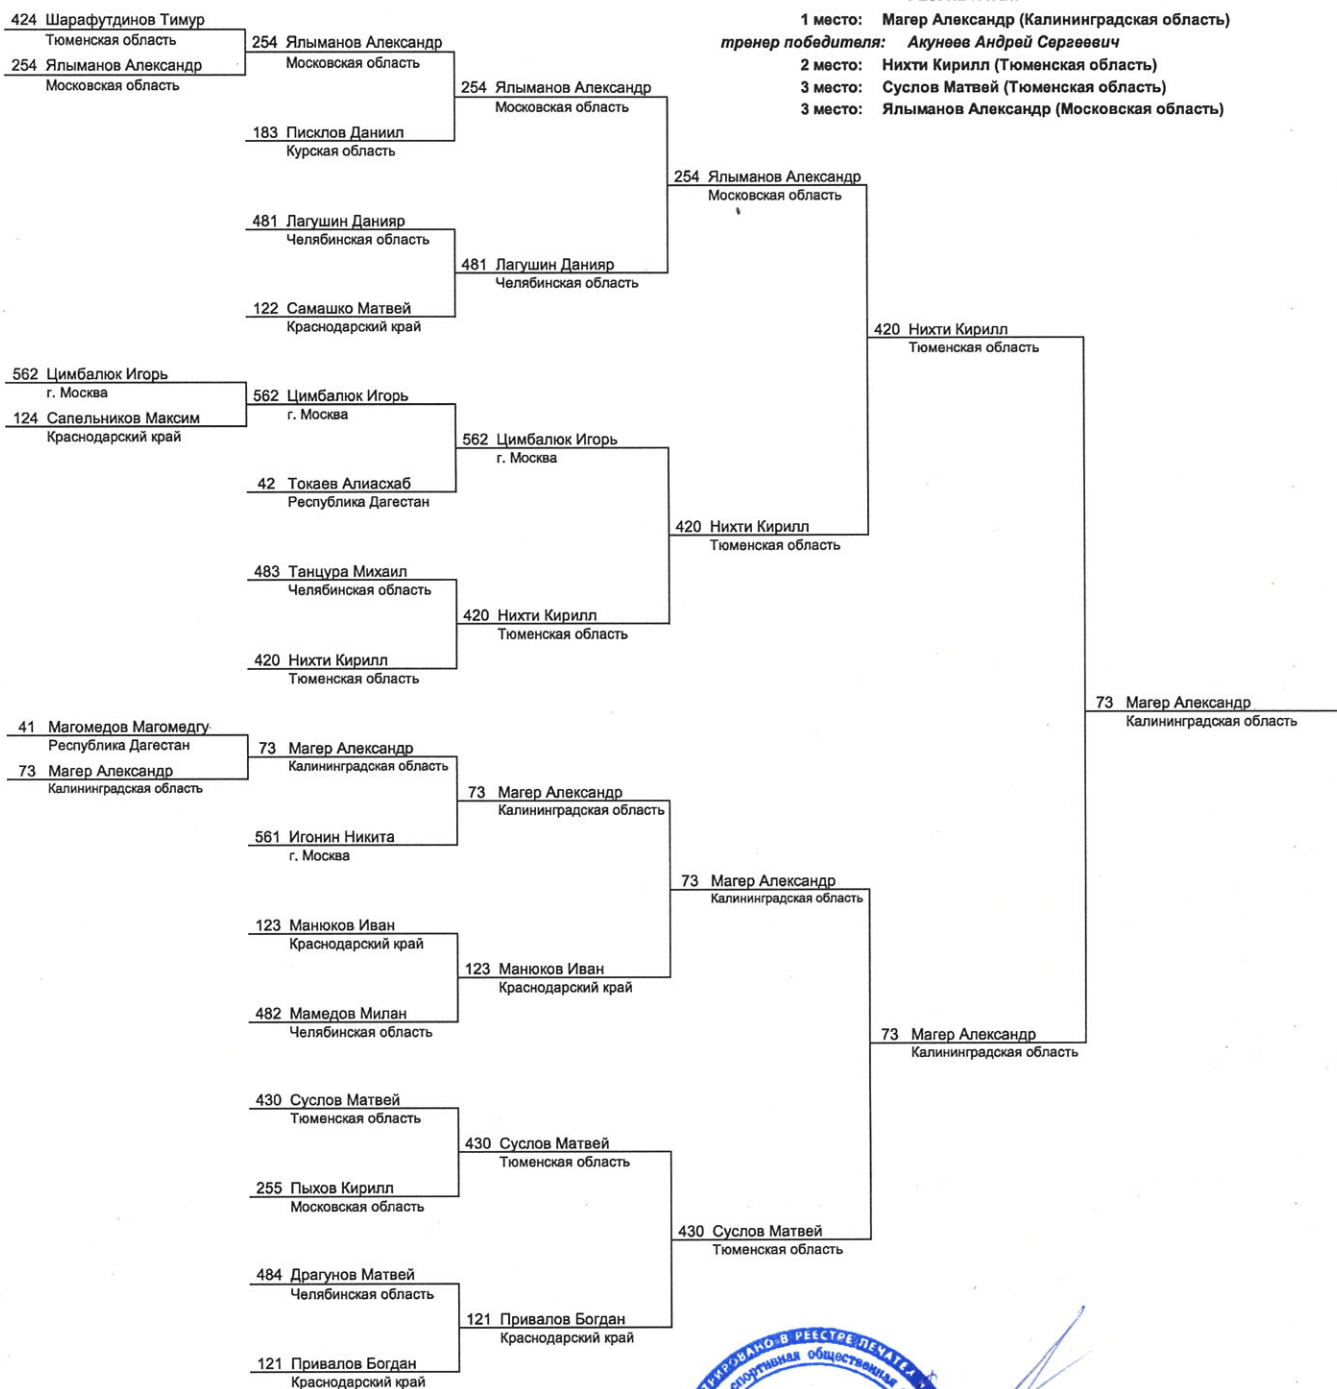 1 место: Магер Александр (Калининградская область)
тренер победителя: Акунеев Андрей Сергеевич
2 место: Нихти Кирилл (Тюменская область)
3 место: Суслов Матвей (Тюменская область)
3 место: Ялыманов Александр (Московская область)
424 Шарафутдинов Тимур
Тюменская область
254 Ялыманов Александр
Московская область
254 Ялыманов Александр
Московская область
183 Писклов Даниил
Курская область
254 Ялыманов Александр
Московская область
481 Лагушин Данияр
Челябинская область
122 Самашко Матвей
Краснодарский край
481 Лагушин Данияр
Челябинская область
254 Ялыманов Александр
Московская область
562 Цимбалюк Игорь
г. Москва
124 Сапельников Максим
Краснодарский край
562 Цимбалюк Игорь
г. Москва
42 Токаев Алиасхаб
Республика Дагестан
562 Цимбалюк Игорь
г. Москва
483 Танцура Михаил
Челябинская область
420 Нихти Кирилл
Тюменская область
420 Нихти Кирилл
Тюменская область
420 Нихти Кирилл
Тюменская область
420 Нихти Кирилл
Тюменская область
41 Магомедов Магомедгу
Республика Дагестан
73 Магер Александр
Калининградская область
73 Магер Александр
Калининградская область
561 Игонин Никита
г. Москва
73 Магер Александр
Калининградская область
123 Манюков Иван
Краснодарский край
482 Мамедов Милан
Челябинская область
123 Манюков Иван
Краснодарский край
73 Магер Александр
Калининградская область
430 Суслов Матвей
Тюменская область
255 Пыхов Кирилл
Московская область
430 Суслов Матвей
Тюменская область
484 Драгунов Матвей
Челябинская область
121 Привалов Богдан
Краснодарский край
121 Привалов Богдан
Краснодарский край
430 Суслов Матвей
Тюменская область
73 Магер Александр
Калининградская область
73 Магер Александр
Калининградская область
В РЕЕСТРЕ
общественная